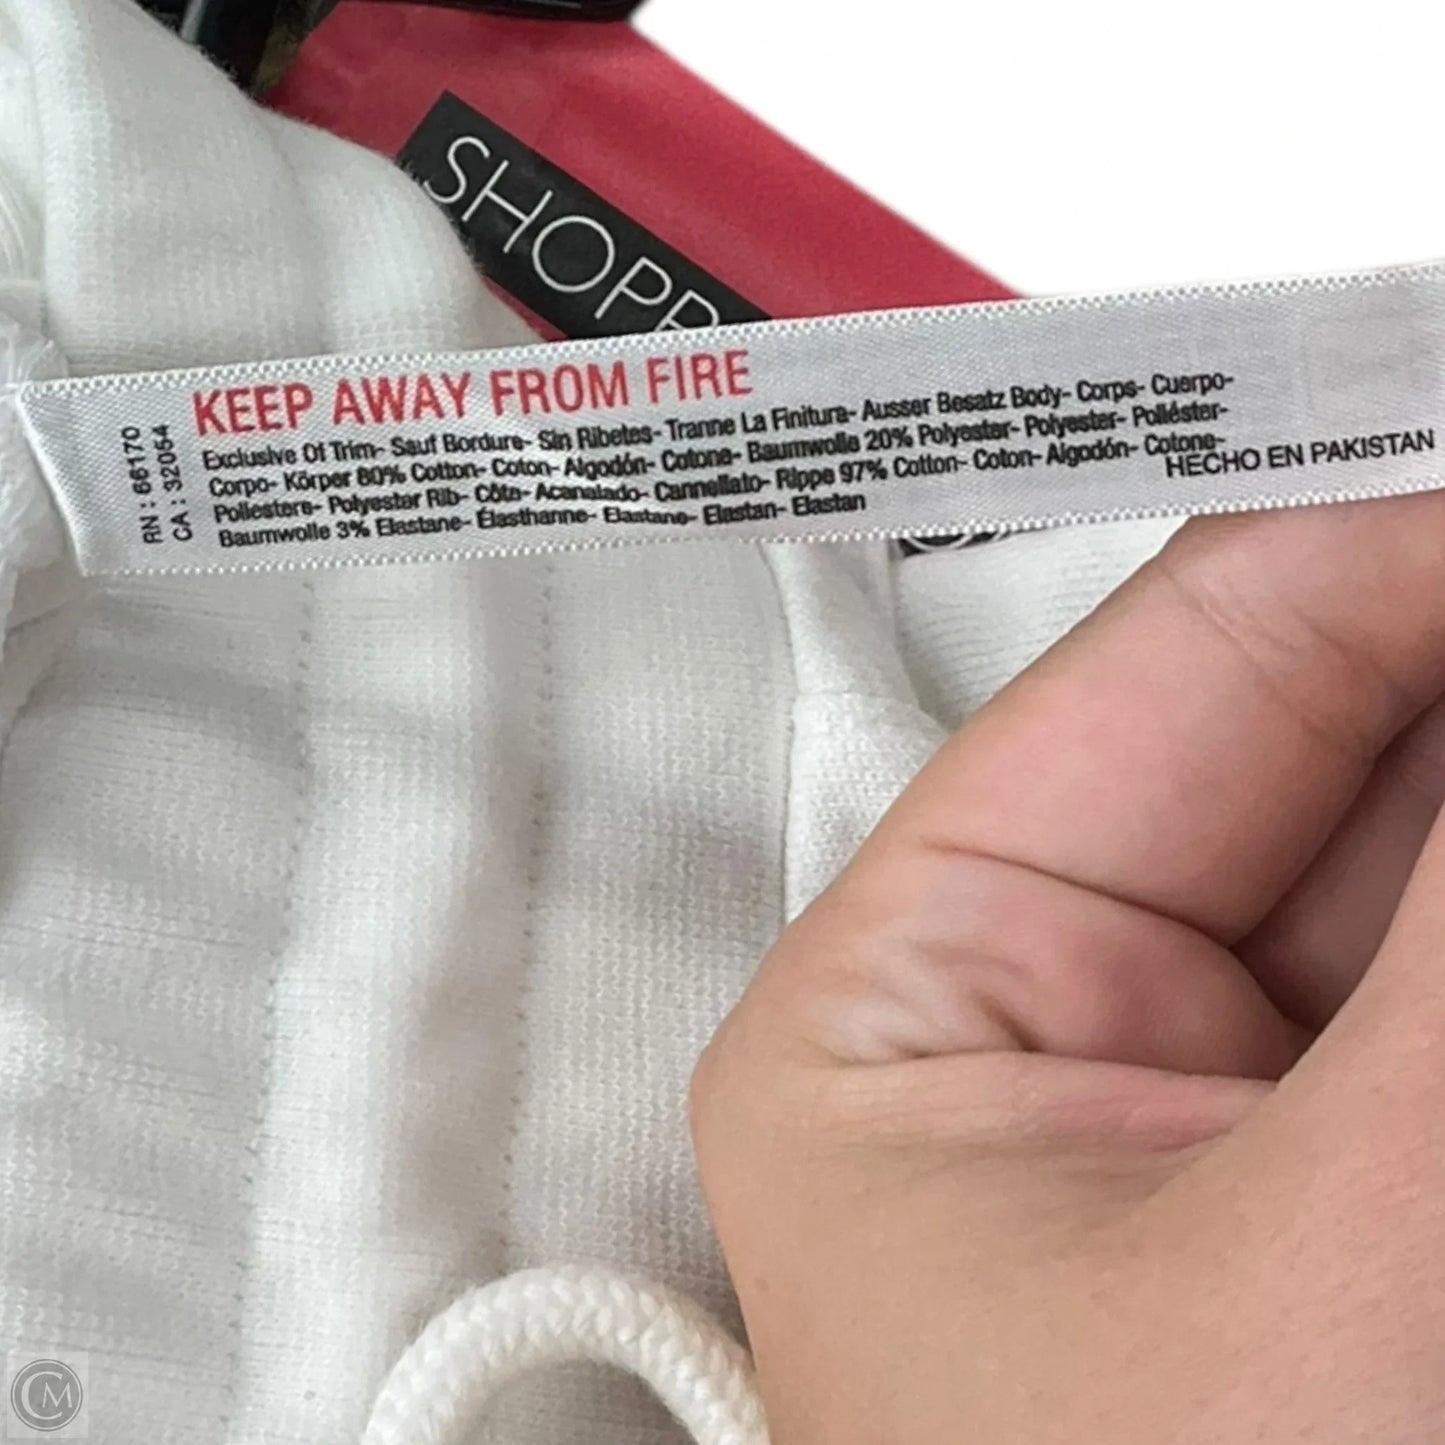 SHOPP
KEEP AWAY FROM FIRE
Exclusive Of Trim- Sauf Bordure- Sin Ribetes- Tranne La Finitura- Ausser Besatz Body- Corps- Cuerpo-
Corpo- Körper 80% Cotton- Coton- Algodón- Cotone- Baumwolle 20% Polyester- Polyester- Poliéster-
Poliestere- Polyester Rib- Côte- Acanalado- Cannellato- Rippe 97% Cotton- Coton- Algodón- Cotone-
Baumwolle 3% Elastane- Élasthanne- Elastano- Elastan- Elastan
HECHO EN PAKISTAN
RN : 66170
CA : 32054
CM